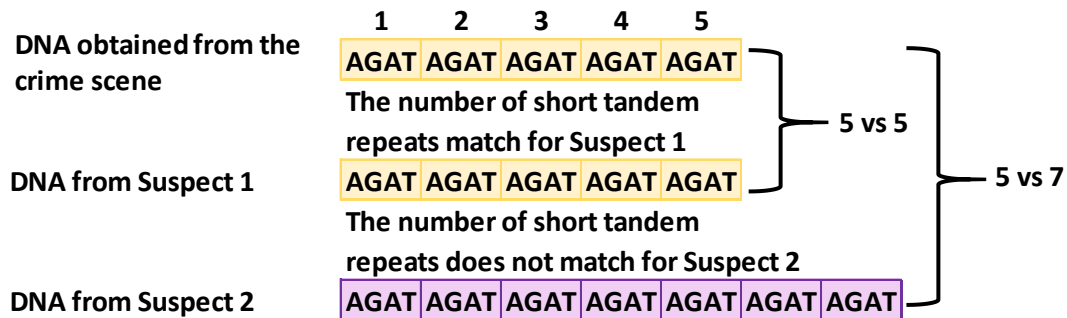 1 2 3 4 5
DNA obtained from the
crime scene
AGAT AGAT AGAT AGAT AGAT
The number of short tandem
repeats match for Suspect 1
5 vs 5
DNA from Suspect 1
AGAT AGAT AGAT AGAT AGAT
5 vs 7
The number of short tandem
repeats does not match for Suspect 2
DNA from Suspect 2
AGAT AGAT AGAT AGAT AGAT AGAT AGAT